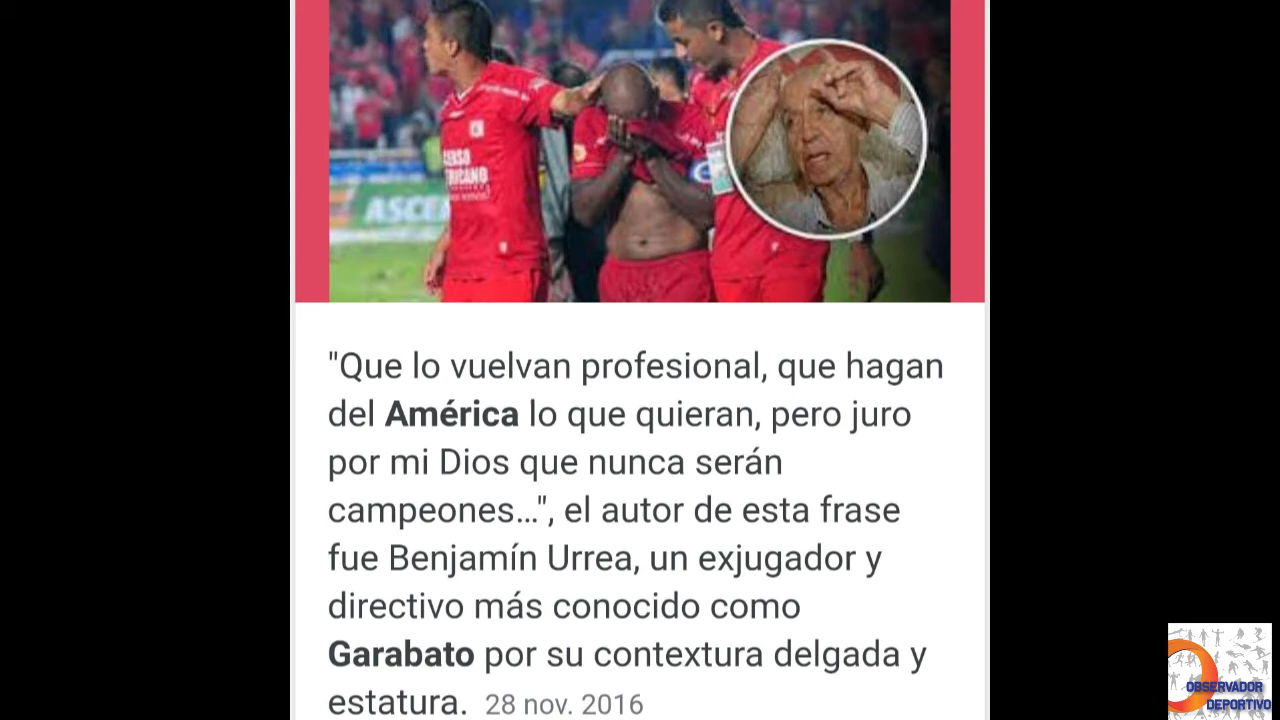 ASCE
"Que lo vuelvan profesional, que hagan
del América lo que quieran, pero juro
por mi Dios que nunca serán
campeones...", el autor de esta frase
fue Benjamín Urrea, un exjugador y
directivo más conocido como
Garabato por su contextura delgada y
estatura. 28 nov. 2016
OBSERVADOR
DEPORTIVO